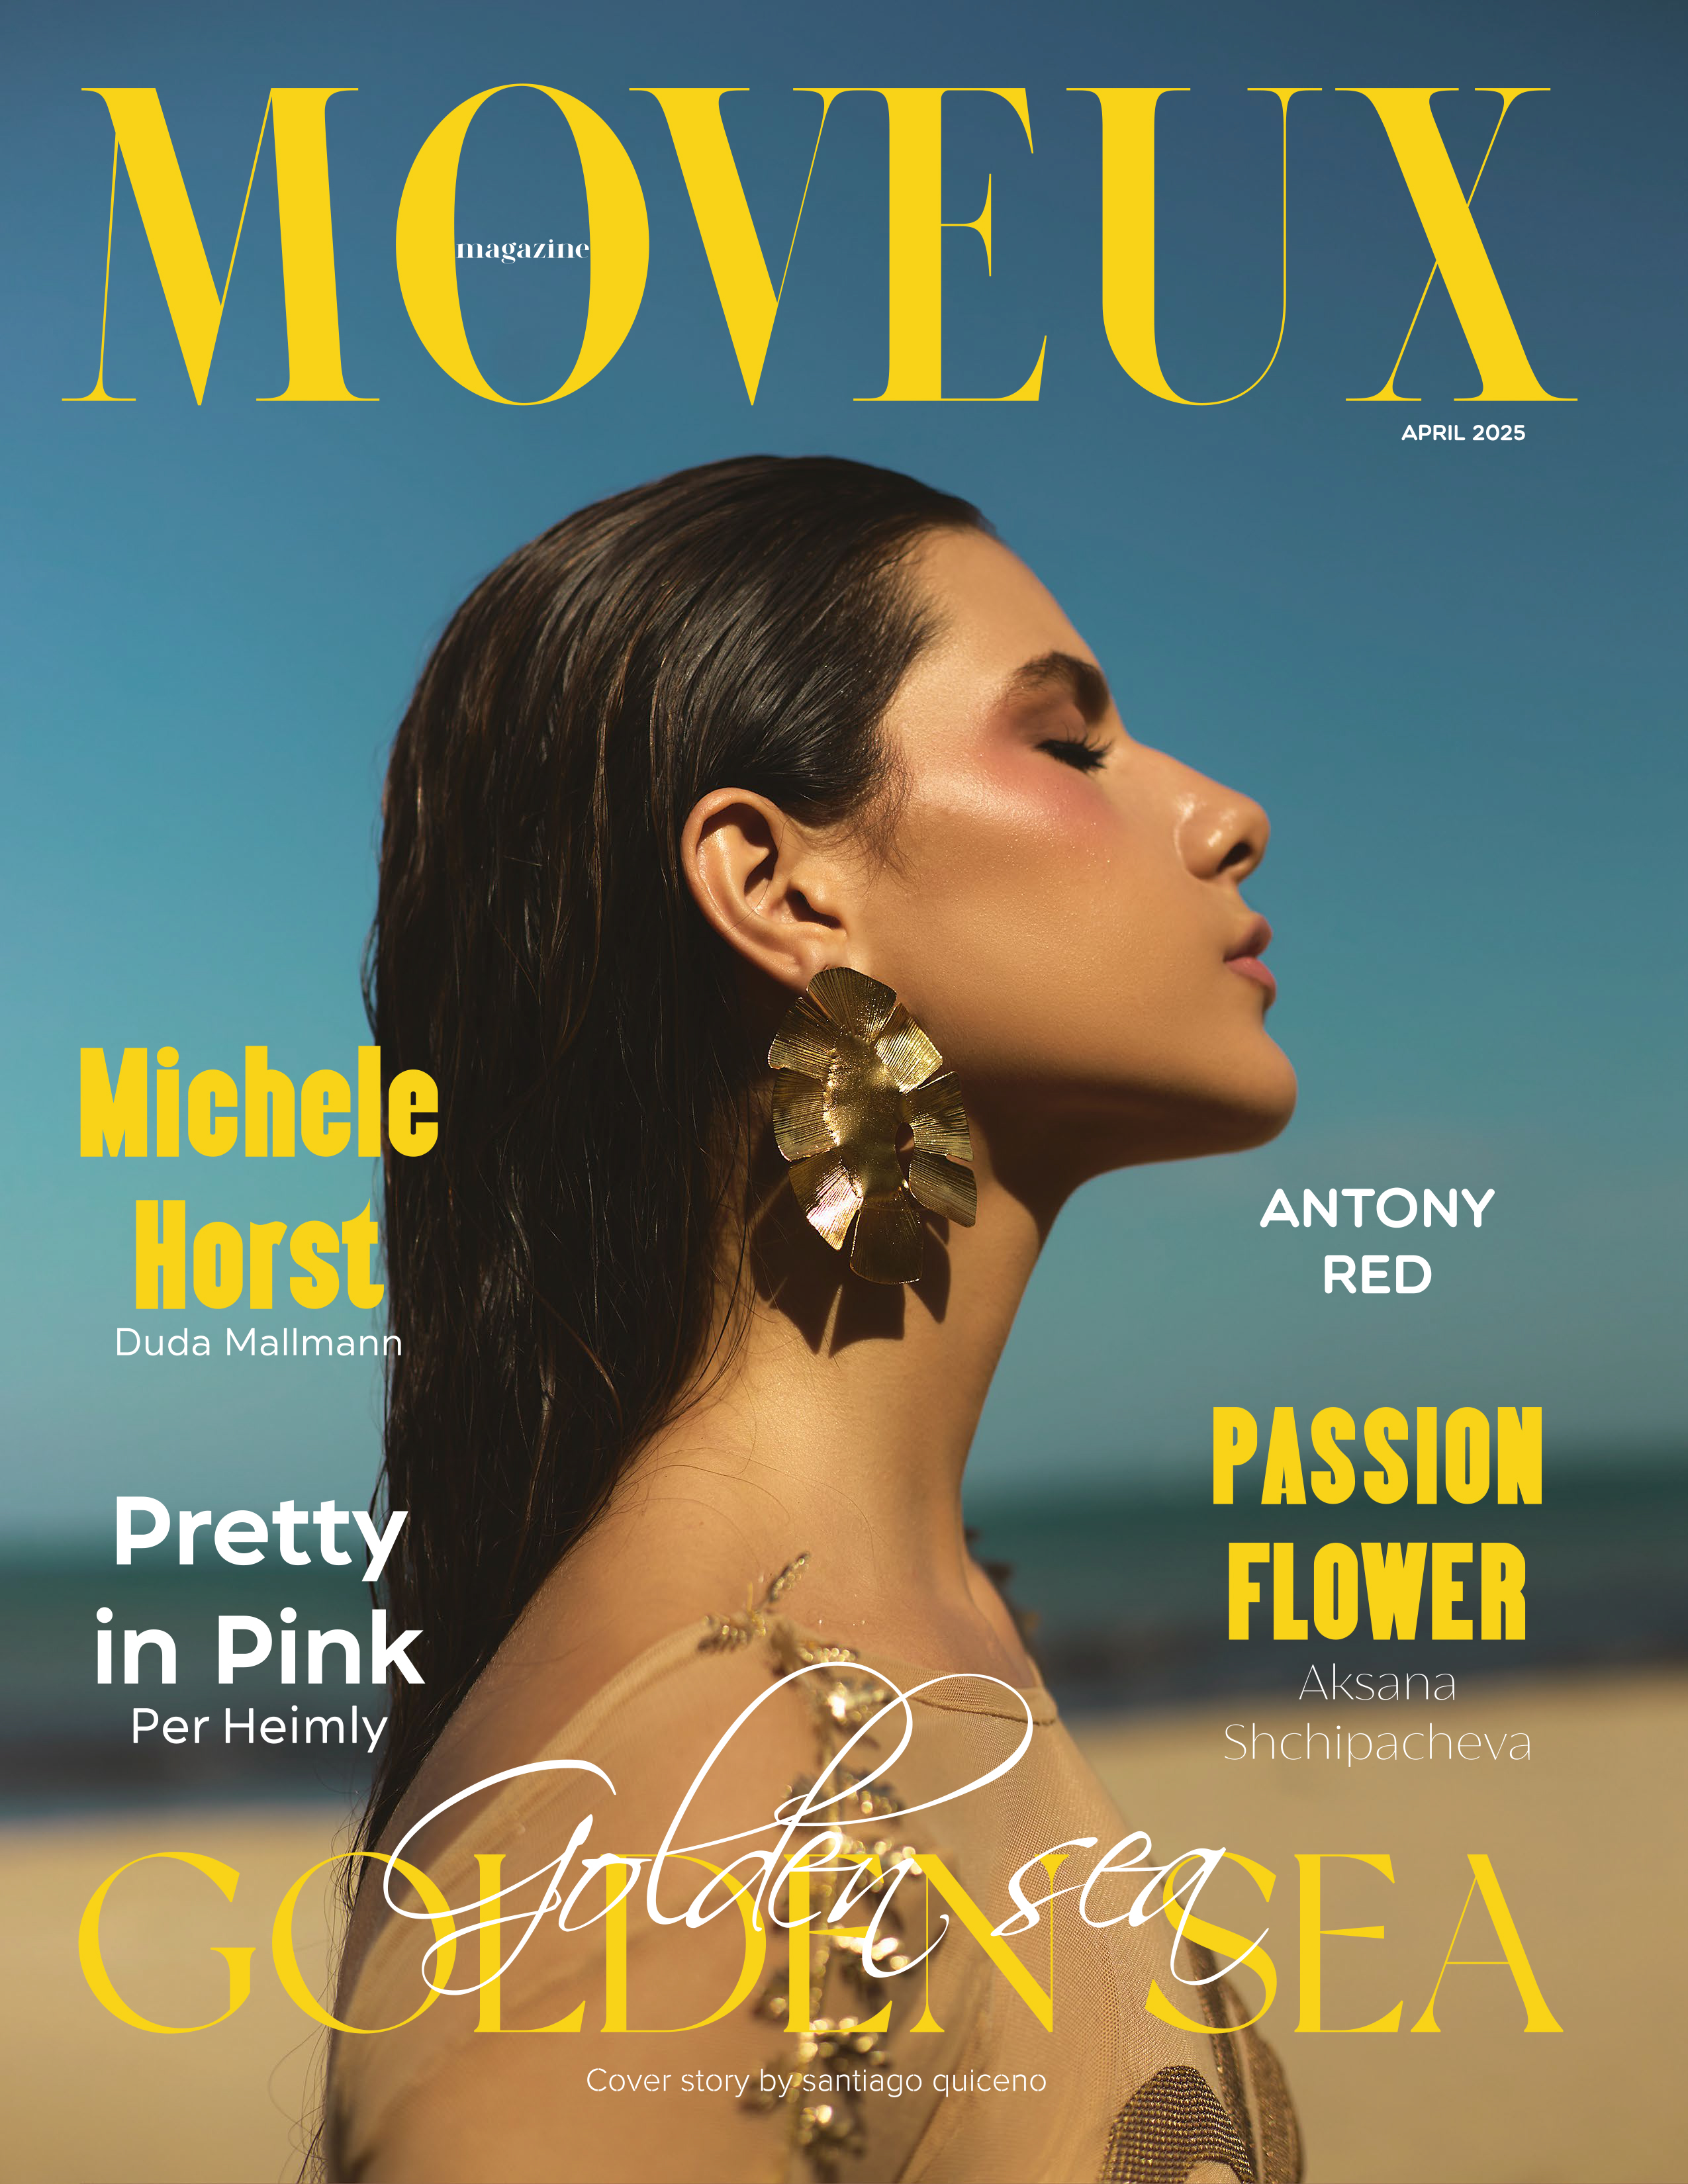 MOVEUX
magazine
APRIL 2025
Michele
Horst
Duda Mallmann
ANTONY
RED
PASSION
FLOWER
Aksana
Shchipacheva
Pretty
in Pink
Per Heimly
Golden sea
GOLDEN SEA
Cover story by santiago quiceno